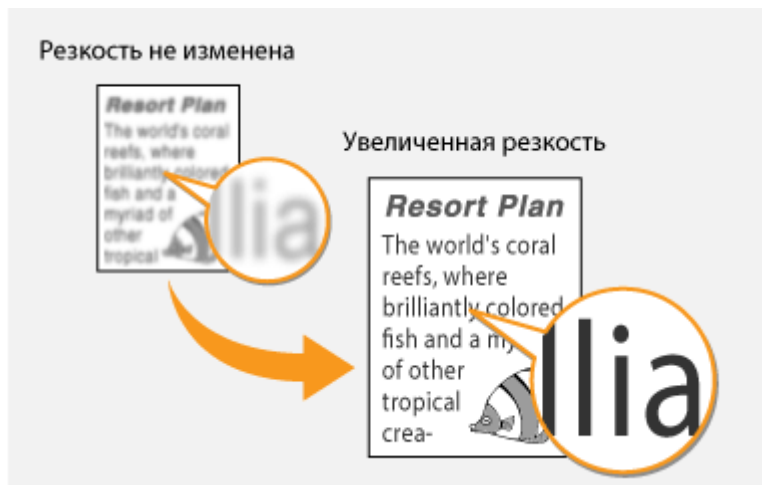 Резкость не изменена
Resort Plan
The world's coral
reefs, where
brilliantly colored
fish and a
myriad of
other
tropical
llia
Увеличенная резкость
Resort Plan
The world's coral
reefs, where
brilliantly colored
fish and a my
of other
tropical
crea-
llia